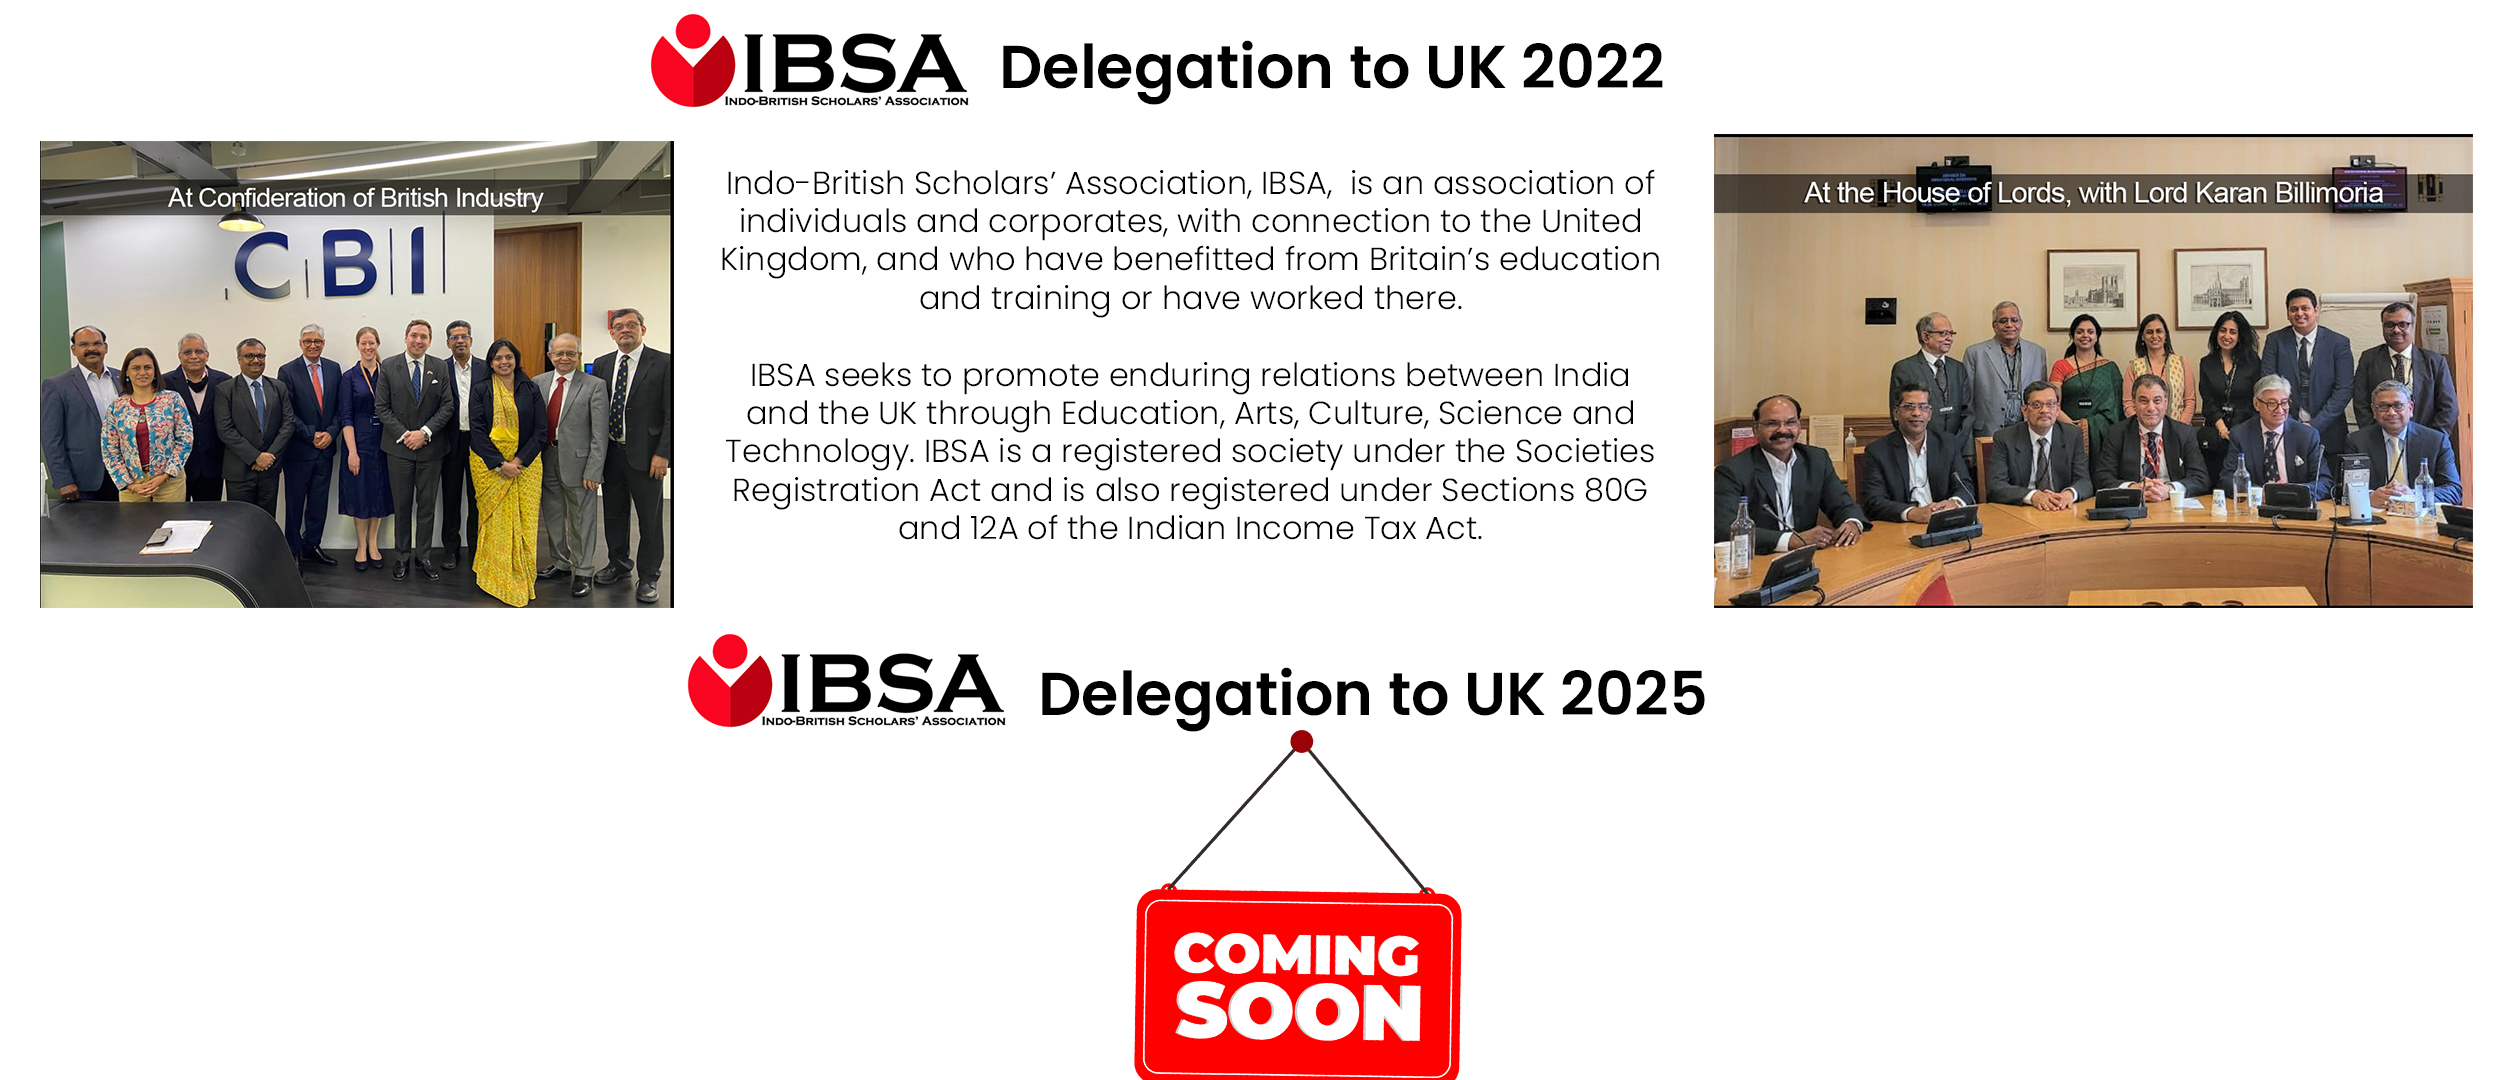 IBSA
INDO-BRITISH SCHOLARS' ASSOCIATION
Delegation to UK 2022
At Confideration of British Industry
CBI
Indo-British Scholars' Association, IBSA, is an association of
individuals and corporates, with connection to the United
Kingdom, and who have benefitted from Britain's education
and training or have worked there.
IBSA seeks to promote enduring relations between India
and the UK through Education, Arts, Culture, Science and
Technology. IBSA is a registered society under the Societies
Registration Act and is also registered under Sections 80G
and 12A of the Indian Income Tax Act.
At the House of Lords, with Lord Karan Billimoria
IBSA
INDO-BRITISH SCHOLARS' ASSOCIATION
Delegation to UK 2025
COMING
SOON